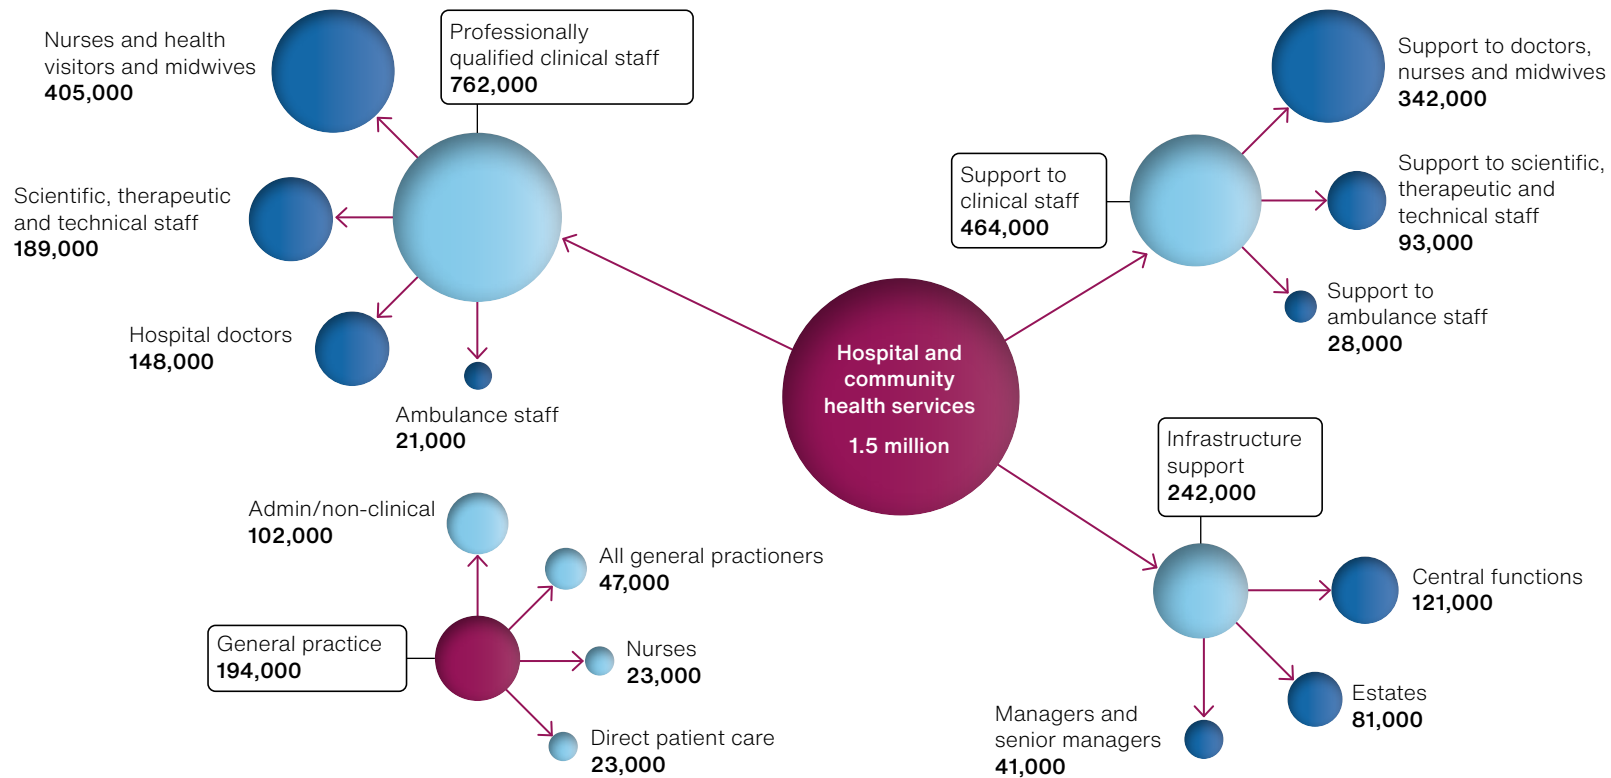 Nurses and health
visitors and midwives
405,000
Professionally
qualified clinical staff
762,000
Scientific, therapeutic
and technical staff
189,000
Hospital doctors
148,000
Ambulance staff
21,000
Support to doctors,
nurses and midwives
342,000
Support to
clinical staff
464,000
Support to scientific,
therapeutic and
technical staff
93,000
Support to
ambulance staff
28,000
Hospital and
community
health services
1.5 million
Infrastructure
support
242,000
Central functions
121,000
Estates
81,000
Managers and
senior managers
41,000
Admin/non-clinical
102,000
All general practioners
47,000
General practice
194,000
Nurses
23,000
Direct patient care
23,000